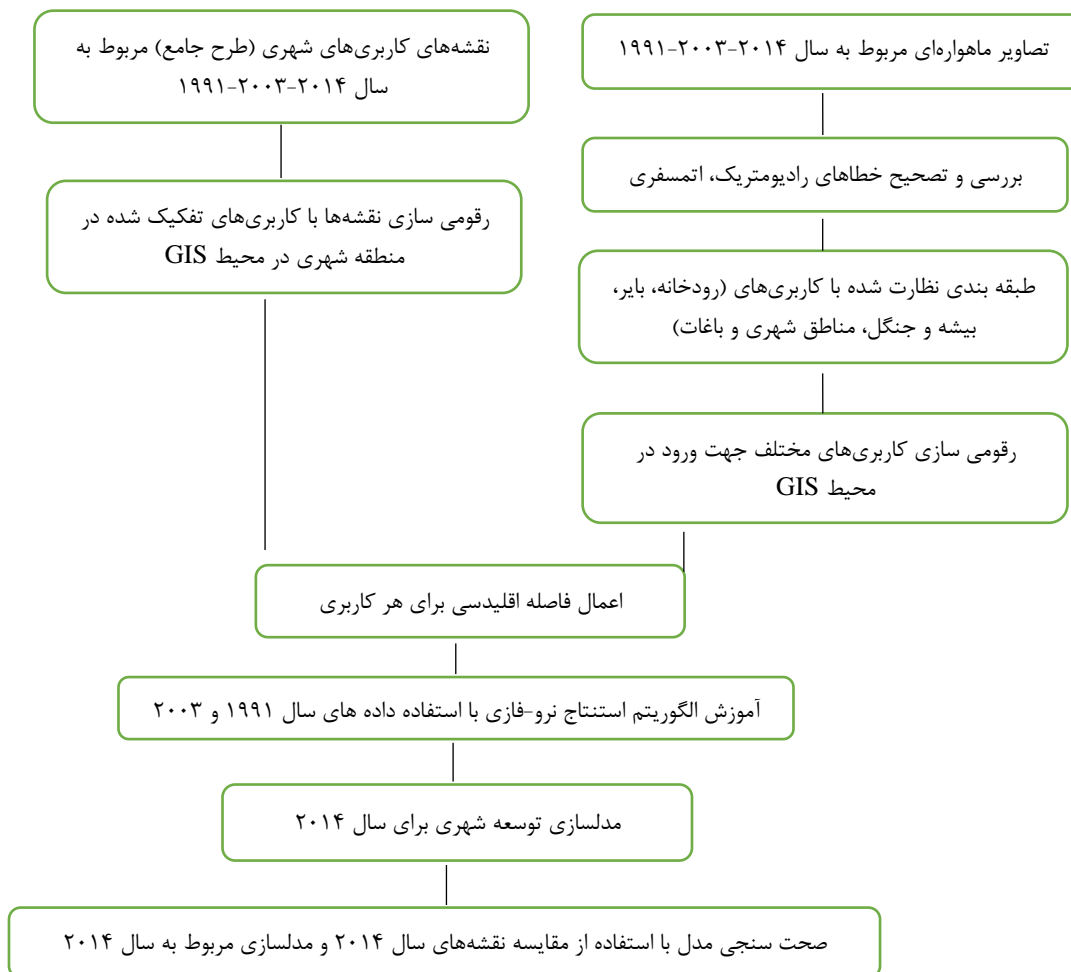 تصاویر ماهواره‌ای مربوط به سال ۲۰۱۴-۲۰۰۳-۱۹۹۱
بررسی و تصحیح خطاهای رادیومتریک، اتمسفری
طبقه بندی نظارت شده با کاربری‌های (رودخانه، بایر،
بیشه و جنگل، مناطق شهری و باغات)
رقومی سازی کاربری‌های مختلف جهت ورود در
محیط GIS
نقشه‌های کاربری‌های شهری (طرح جامع) مربوط به
سال ۲۰۱۴-۲۰۰۳-۱۹۹۱
رقومی سازی نقشه‌ها با کاربری‌های تفکیک شده در
منطقه شهری در محیط GIS
اعمال فاصله اقلیدسی برای هر کاربری
آموزش الگوریتم استنتاج نرو-فازی با استفاده داده های سال ۱۹۹۱ و ۲۰۰۳
مدلسازی توسعه شهری برای سال ۲۰۱۴
صحت سنجی مدل با استفاده از مقایسه نقشه‌های سال ۲۰۱۴ و مدلسازی مربوط به سال ۲۰۱۴